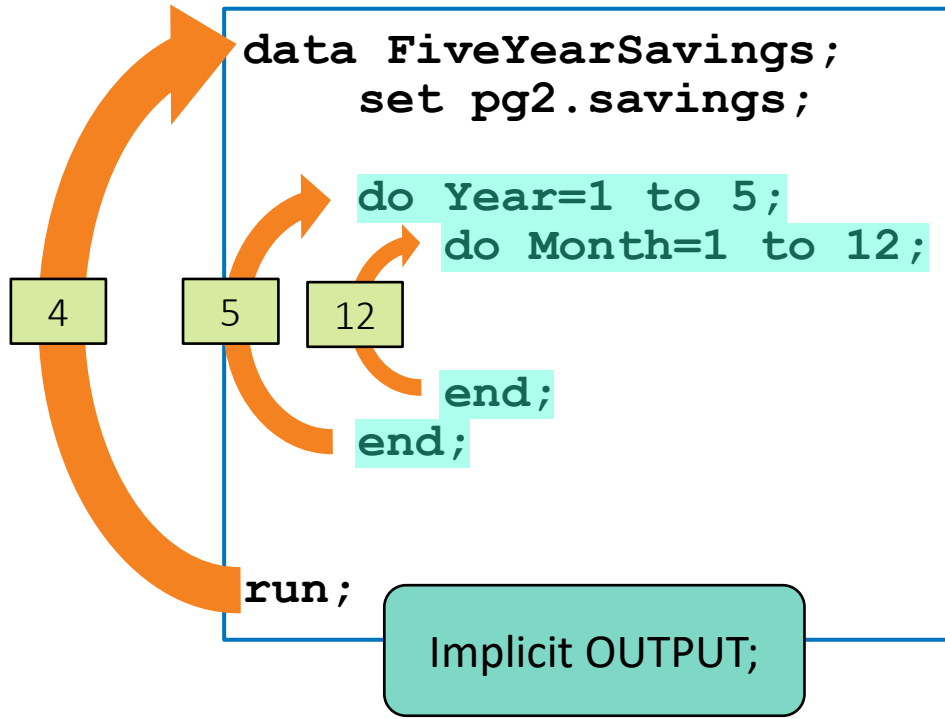 data FiveYearSavings;
set pg2.savings;
do Year=1 to 5;
do Month=1 to 12;
4
5
12
end;
end;
run;
Implicit OUTPUT;